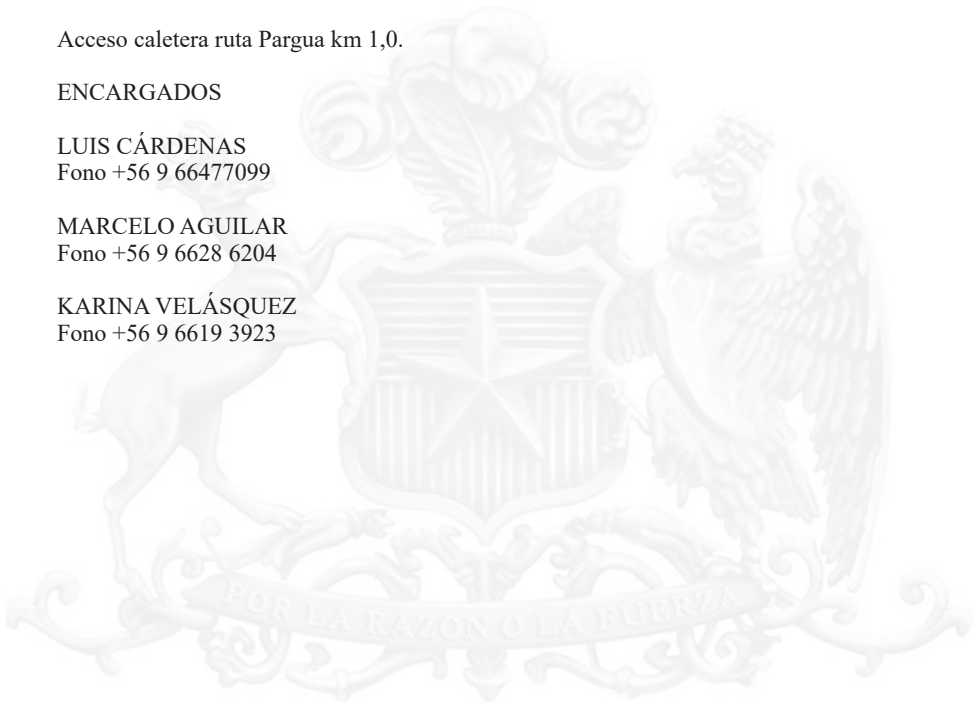 Acceso caletera ruta Pargua km 1,0.
ENCARGADOS
LUIS CÁRDENAS
Fono +56 9 66477099
MARCELO AGUILAR
Fono +56 9 6628 6204
KARINA VELÁSQUEZ
Fono +56 9 6619 3923
POR LA RAZON O LA FUERZA